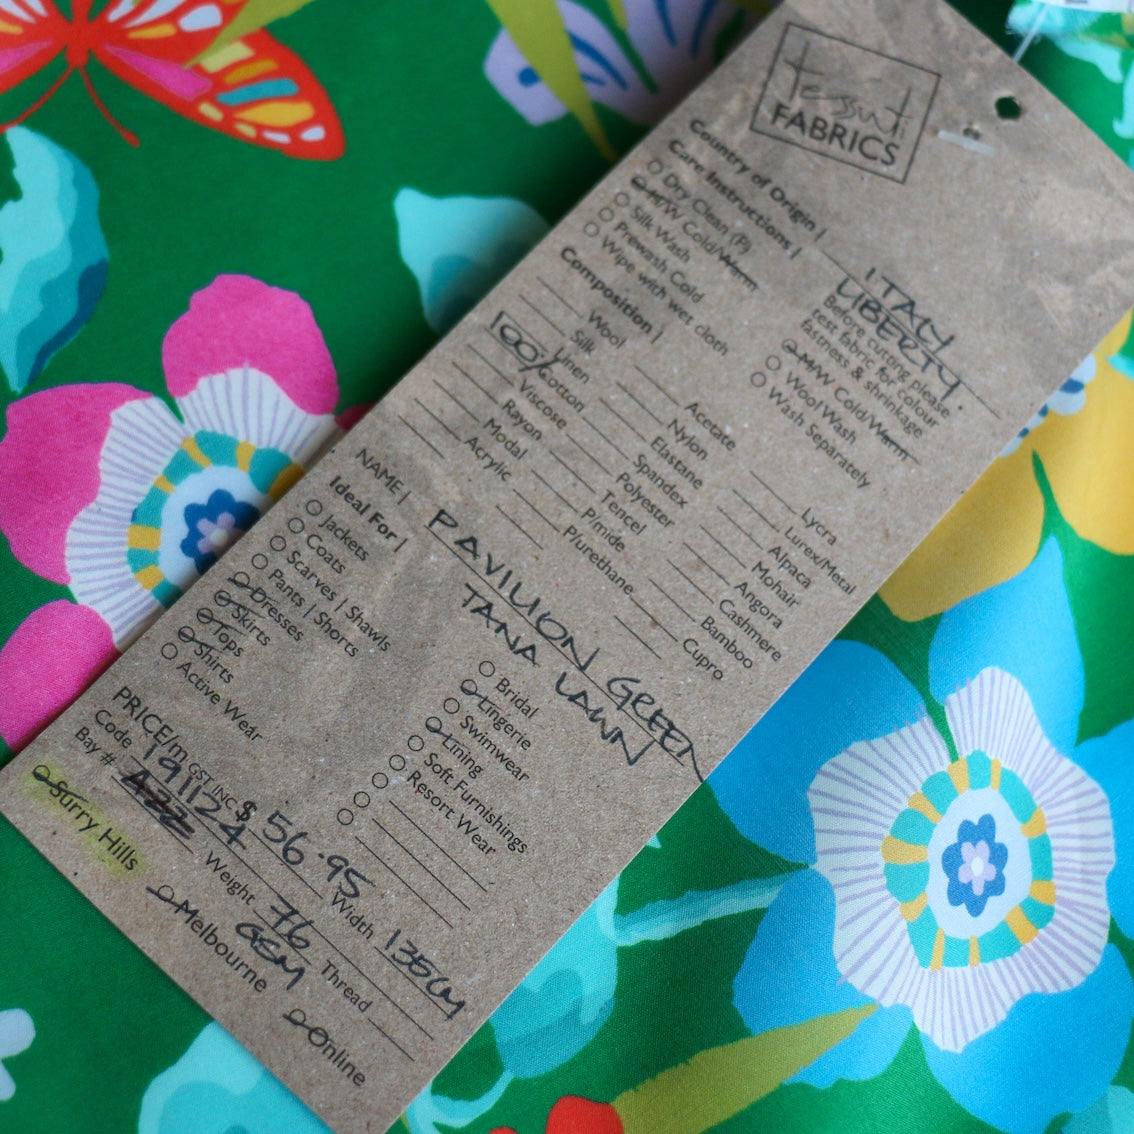 tessuti
FABRICS
Country of Origin | ITALY
LIBERTY
Care Instructions |
Dry Clean (P)
M/W Cold/Warm
Silk Wash
Prewash Cold
Wipe with wet cloth
Before cutting please
test fabric for colour
fastness & shrinkage
M/W Cold/Warm
Wool Wash
Wash Separately
Composition |
Wool
Silk
Linen
100% Cotton
Viscose
Rayon
Modal
Acrylic
Acetate
Nylon
Elastane
Spandex
Polyester
Tencel
P/mide
P/urethane
Lycra
Lurex/Metal
Alpaca
Mohair
Angora
Cashmere
Bamboo
Cupro
NAME | PAVILION GREEN
TANA LAWN
Ideal For |
Jackets
Coats
Scarves | Shawls
Pants | Shorts
Dresses
Skirts
Tops
Shirts
Active Wear
Bridal
Lingerie
Swimwear
Lining
Soft Furnishings
Resort Wear
PRICE/m GST INC $ 56.95
Code 191124
Width 135CM
Bay #
Weight 76
GSM
Thread
Surry Hills
Melbourne
Online